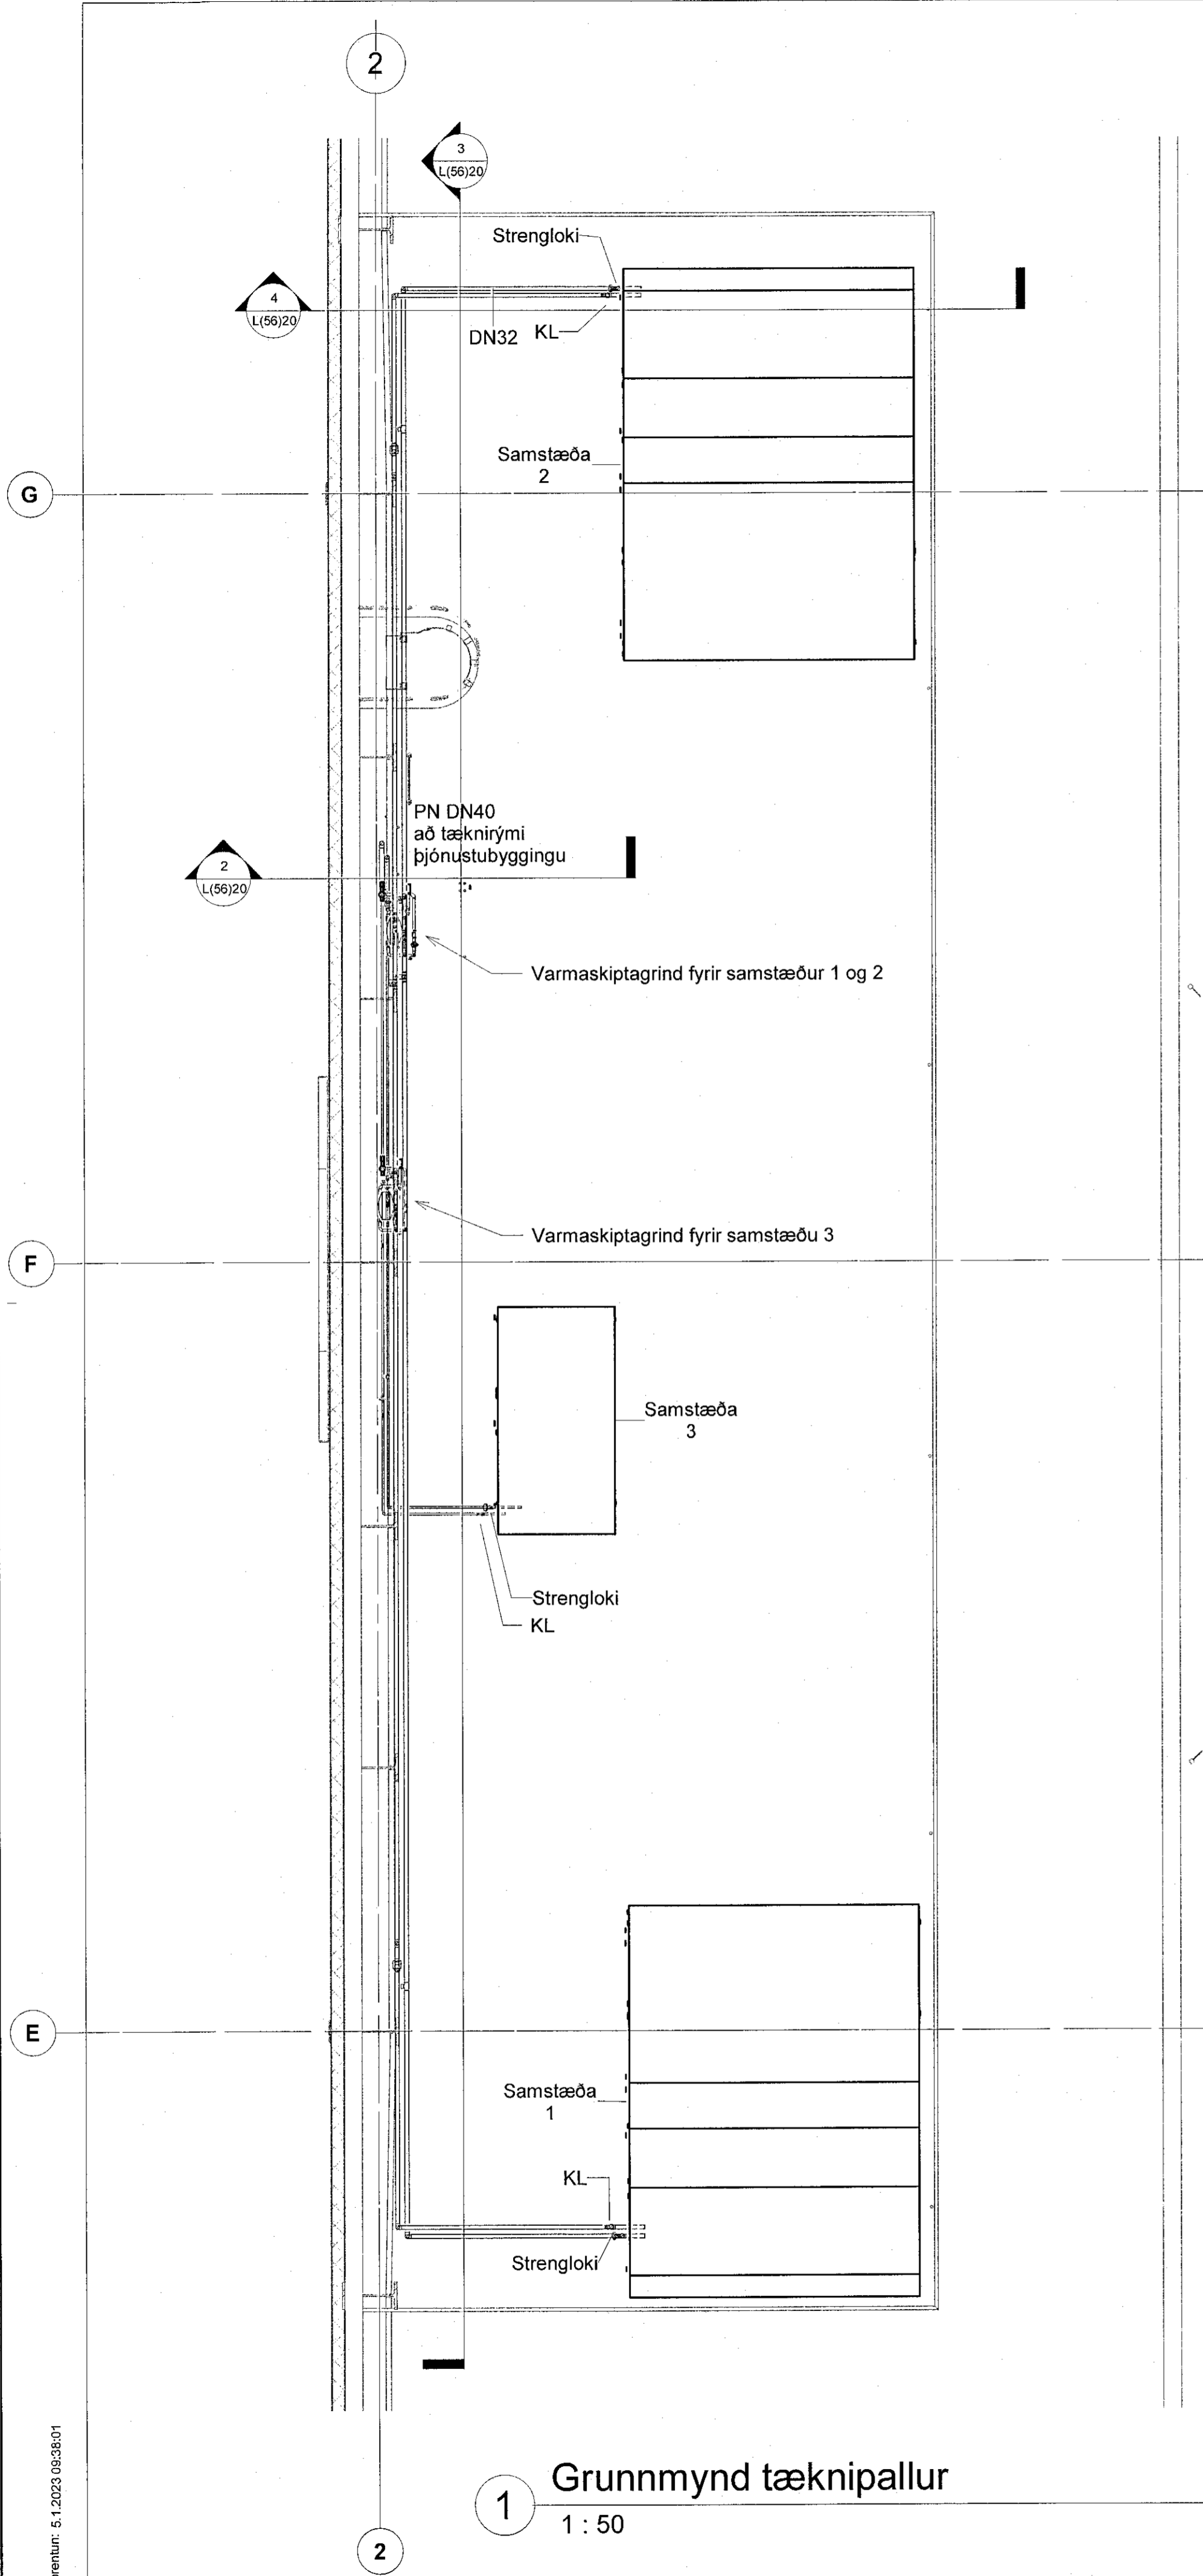 2
3
L(56)20
Strengloki
4
L(56)20
DN32
KL
Samstæða
2
G
PN DN40
að tæknirými
þjónustubyggingu
2
L(56)20
Varmaskiptagrind fyrir samstæður 1 og 2
Varmaskiptagrind fyrir samstæðu 3
F
Samstæða
3
Strengloki
KL
E
Samstæða
1
KL
Strengloki
Grunnmynd tæknipallur
1
1 : 50
2
rentun: 5.1.2023 09:38:01